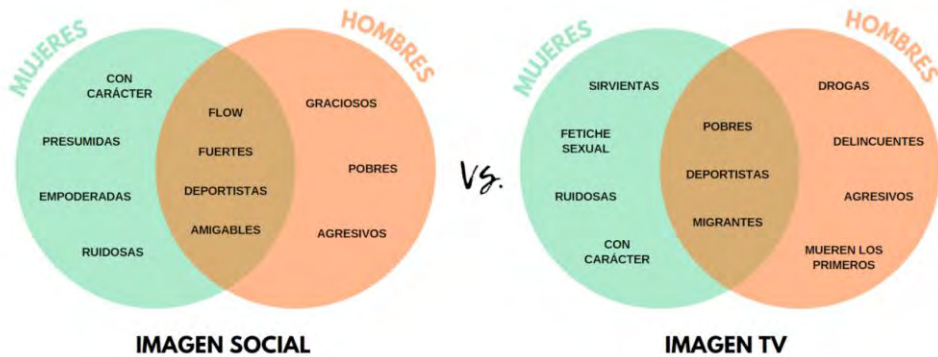 MUJERES
HOMBRES
CON
CARÁCTER
PRESUMIDAS
EMPODERADAS
RUIDOSAS
FLOW
FUERTES
DEPORTISTAS
AMIGABLES
GRACIOSOS
POBRES
AGRESIVOS
IMAGEN SOCIAL
Vs.
MUJERES
HOMBRES
SIRVIENTAS
FETICHE
SEXUAL
RUIDOSAS
CON
CARÁCTER
POBRES
DEPORTISTAS
MIGRANTES
DROGAS
DELINCUENTES
AGRESIVOS
MUEREN LOS
PRIMEROS
IMAGEN TV